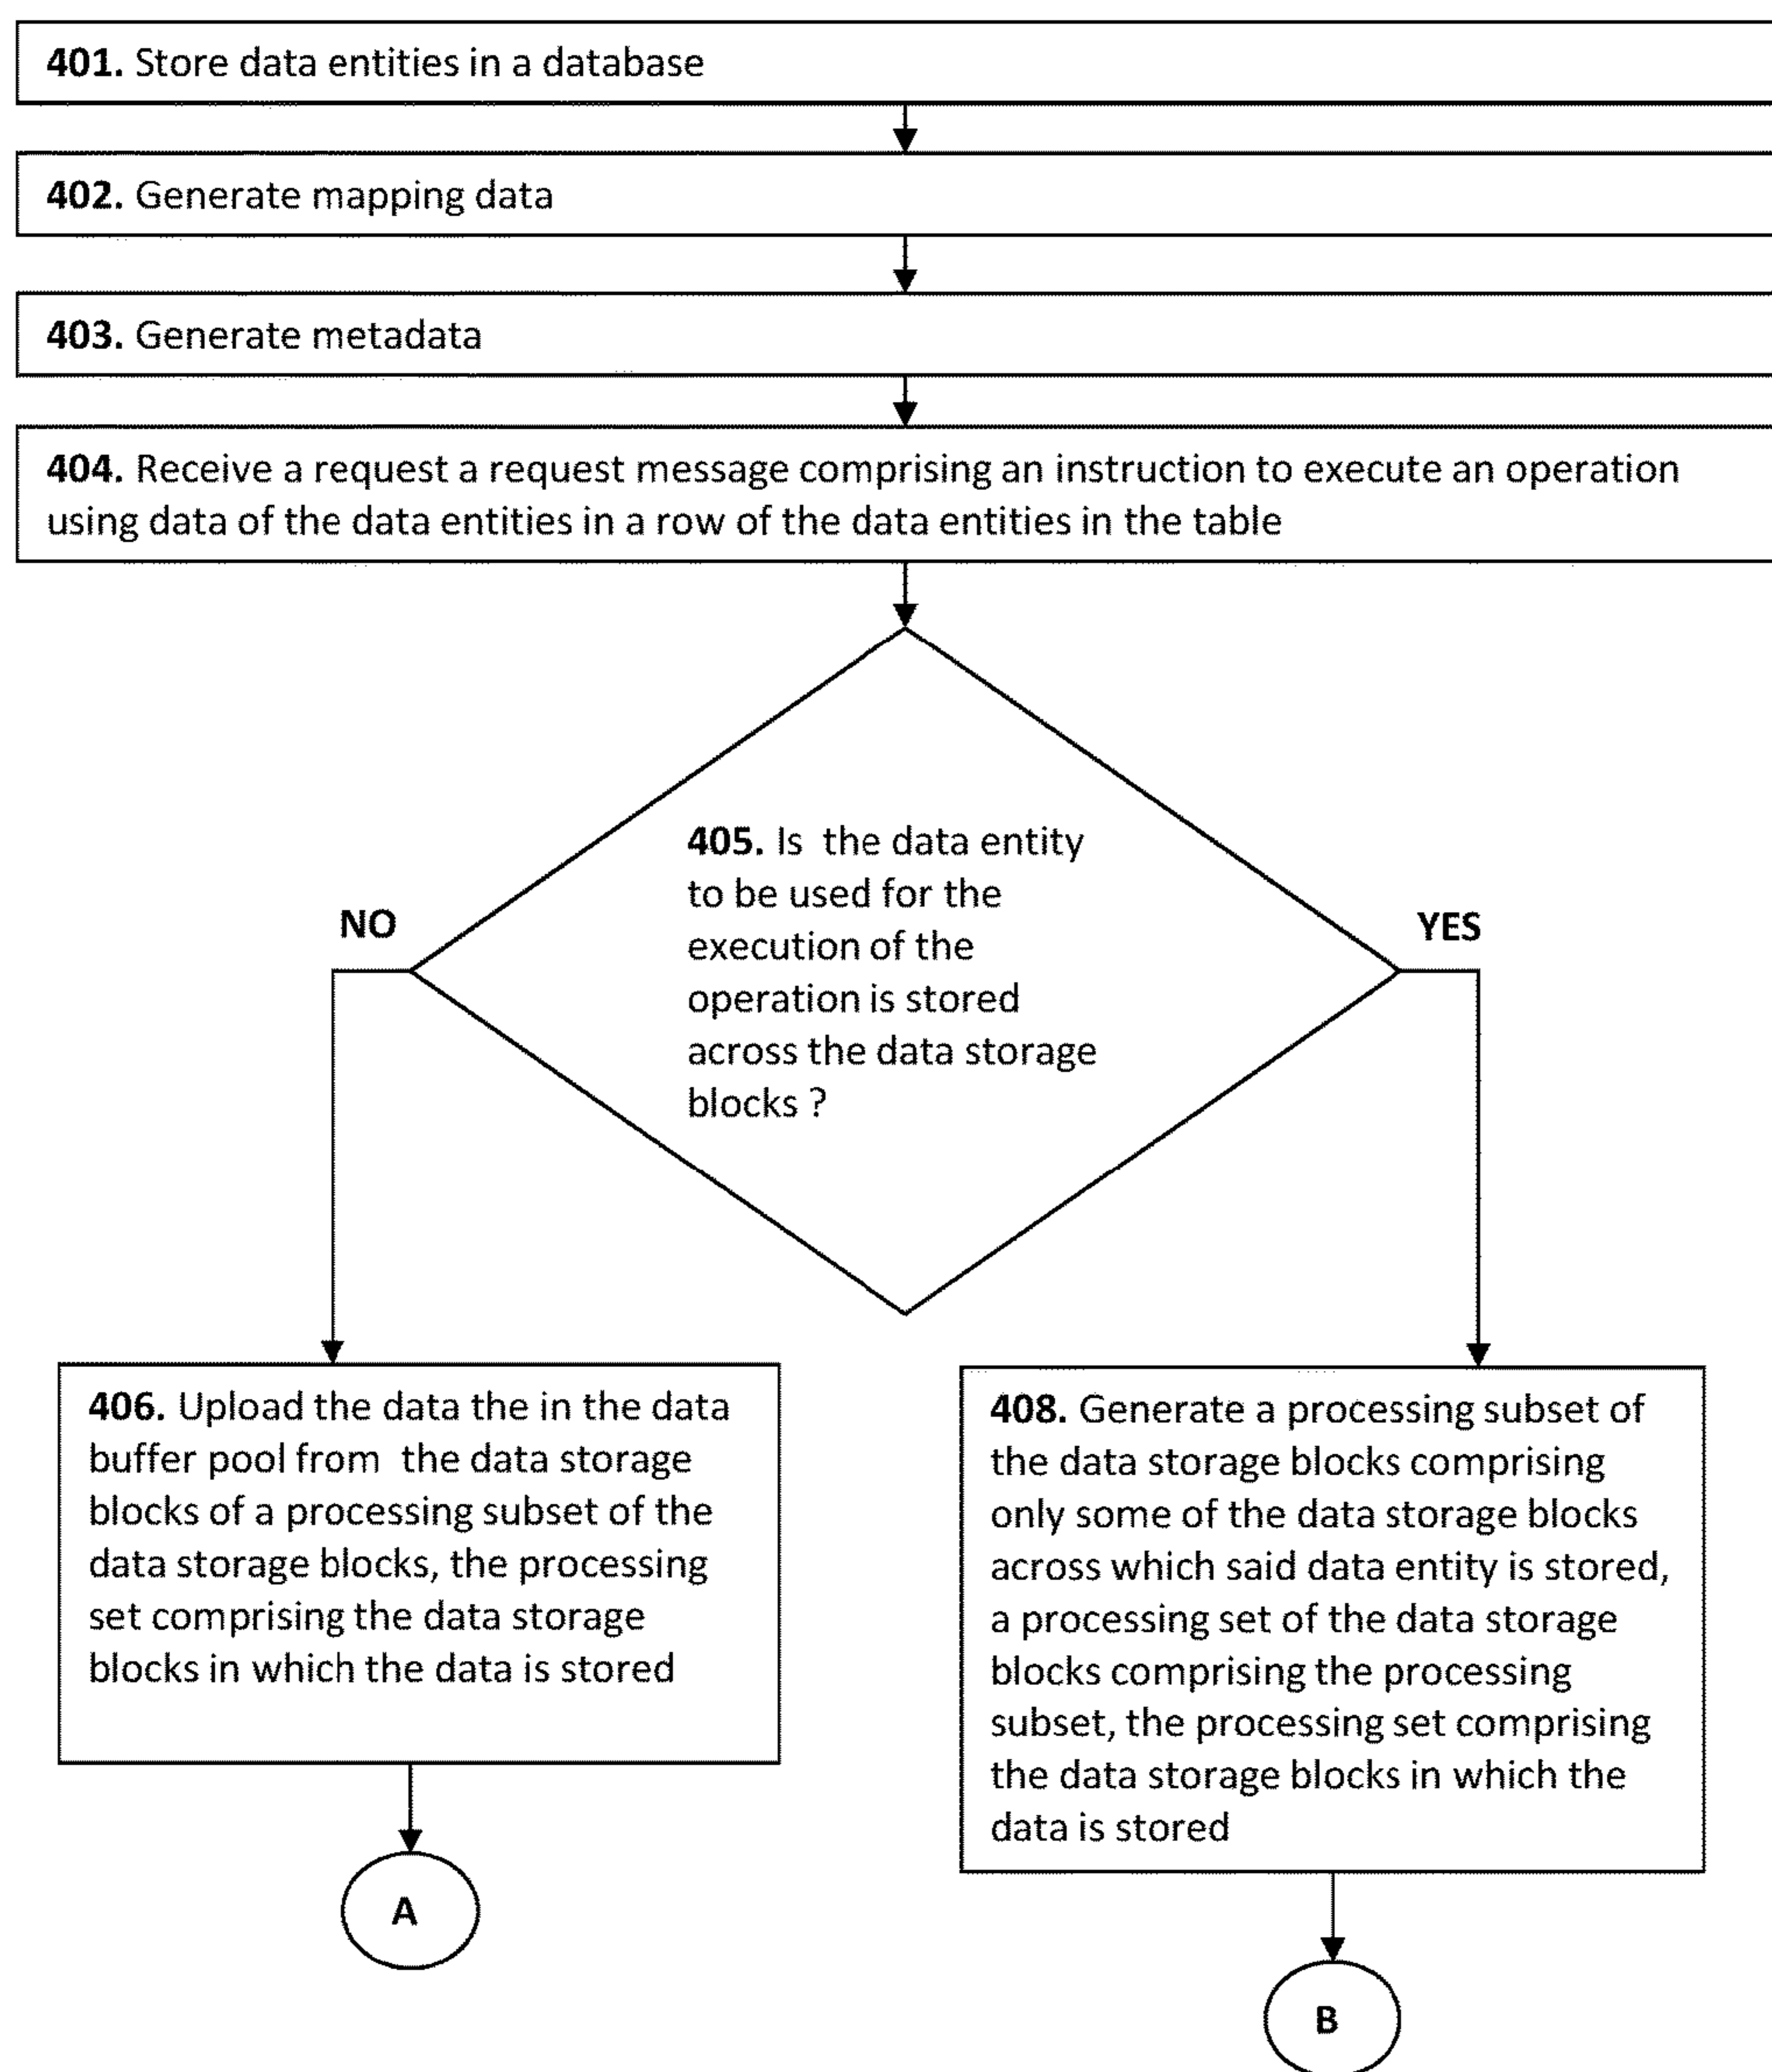 401. Store data entities in a database
402. Generate mapping data
403. Generate metadata
404. Receive a request a request message comprising an instruction to execute an operation
using data of the data entities in a row of the data entities in the table
405. Is the data entity
to be used for the
execution of the
operation is stored
across the data storage
blocks ?
NO
YES
406. Upload the data the in the data
buffer pool from the data storage
blocks of a processing subset of the
data storage blocks, the processing
set comprising the data storage
blocks in which the data is stored
408. Generate a processing subset of
the data storage blocks comprising
only some of the data storage blocks
across which said data entity is stored,
a processing set of the data storage
blocks comprising the processing
subset, the processing set comprising
the data storage blocks in which the
data is stored
A
B